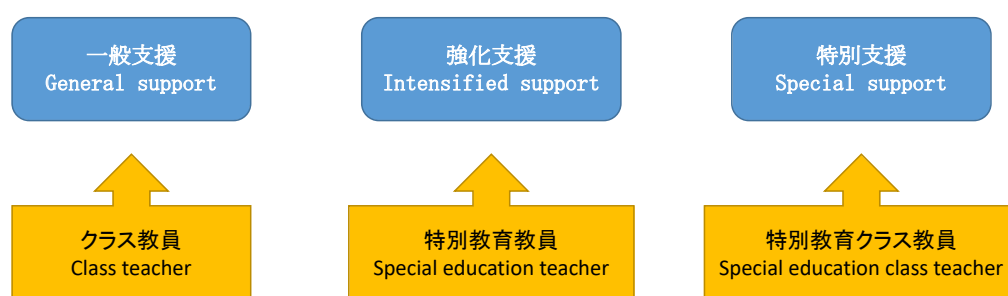 一般支援
General support
強化支援
Intensified support
特別支援
Special support
クラス教員
Class teacher
特別教育教員
Special education teacher
特別教育クラス教員
Special education class teacher